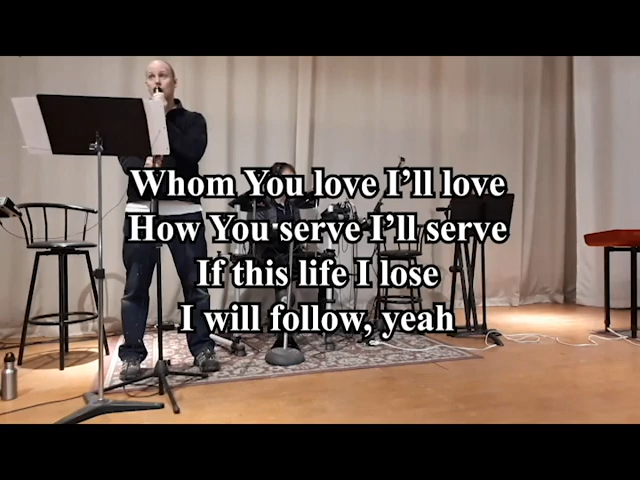 Whom You love I’ll love
How You serve I’ll serve
If this life I lose
I will follow, yeah